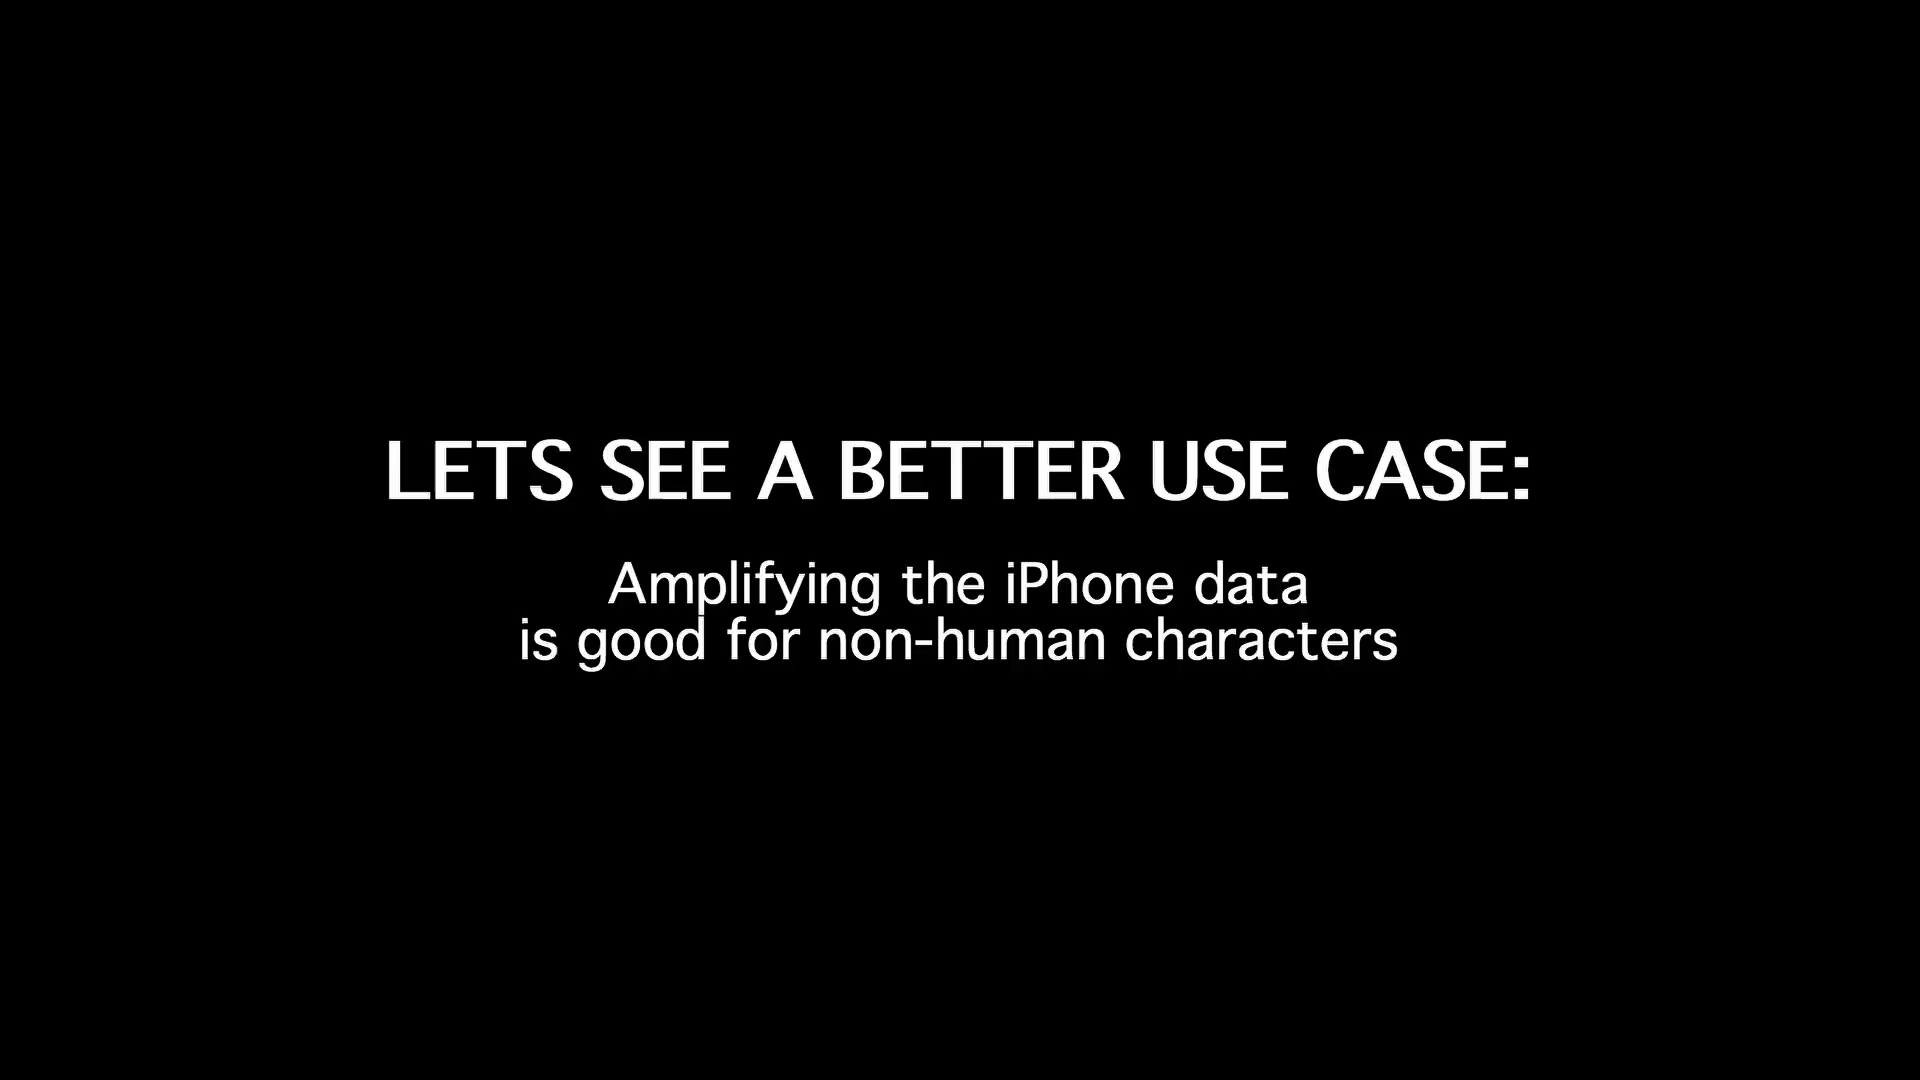 LETS SEE A BETTER USE CASE:
Amplifying the iPhone data
is good for non-human characters